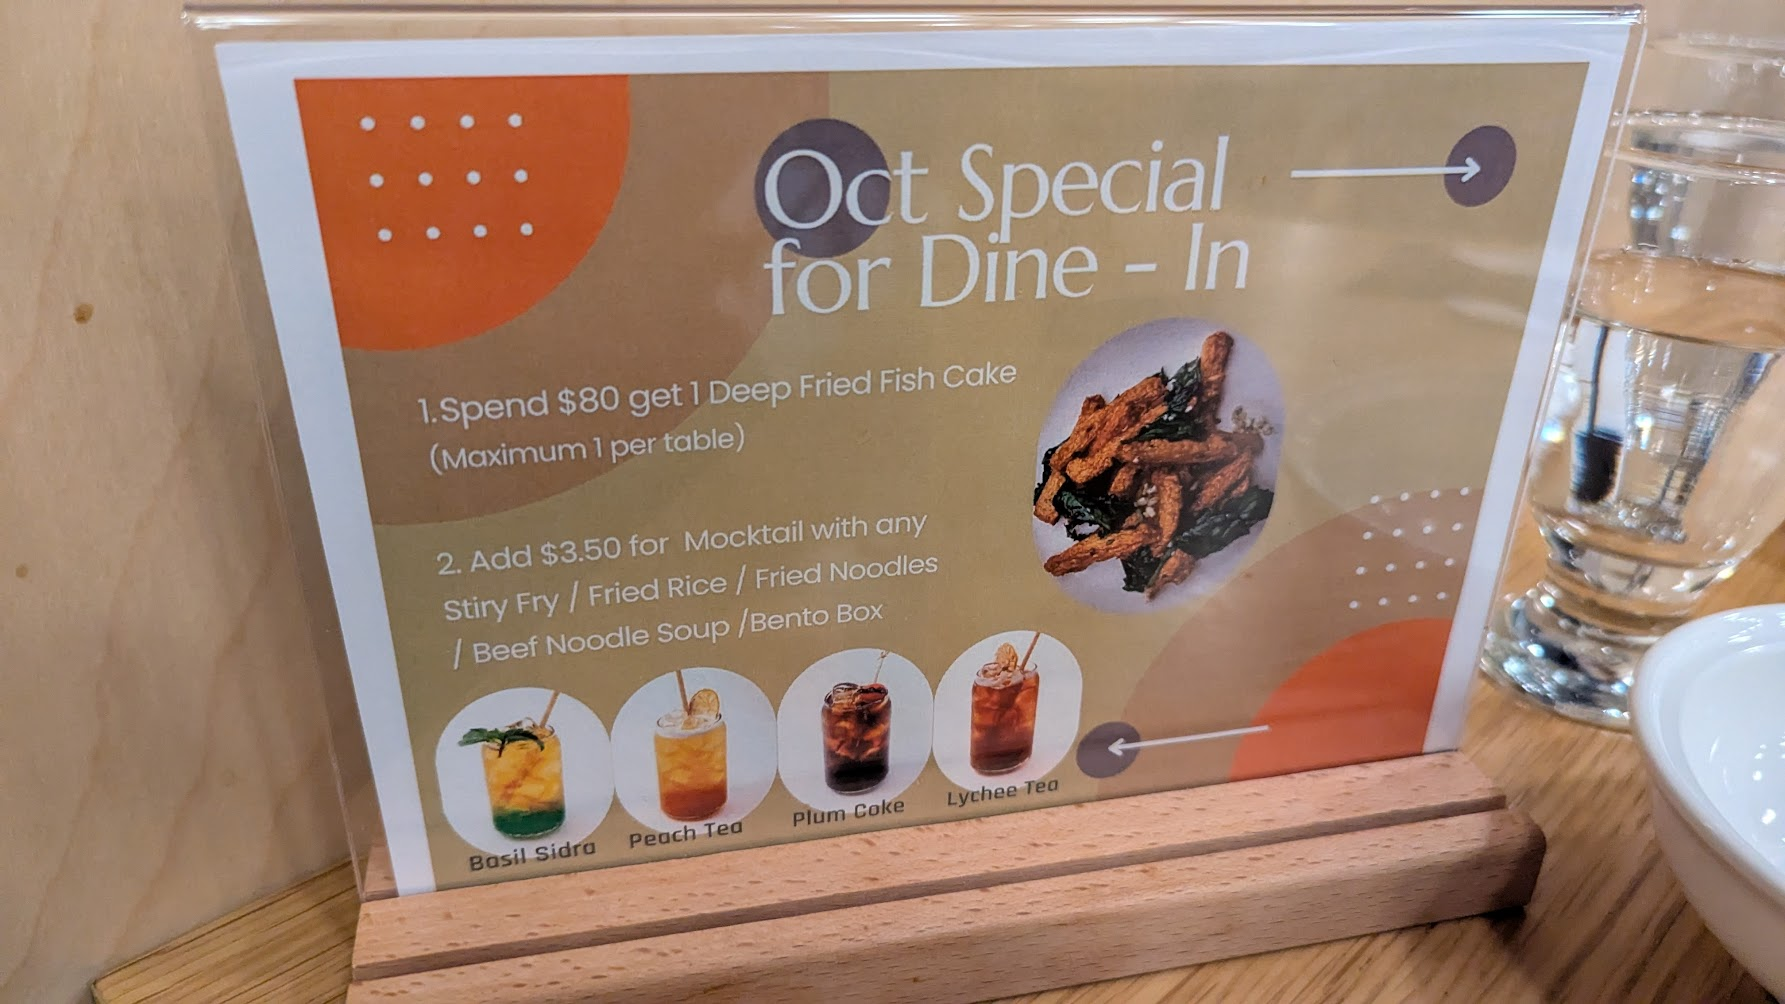 Oct Special
for Dine - In
1.Spend $80 get 1 Deep Fried Fish Cake
(Maximum 1 per table)
2. Add $3.50 for Mocktail with any
Stiry Fry / Fried Rice / Fried Noodles
/ Beef Noodle Soup /Bento Box
Basil Sidra
Peach Tea
Plum Coke
Lychee Tea